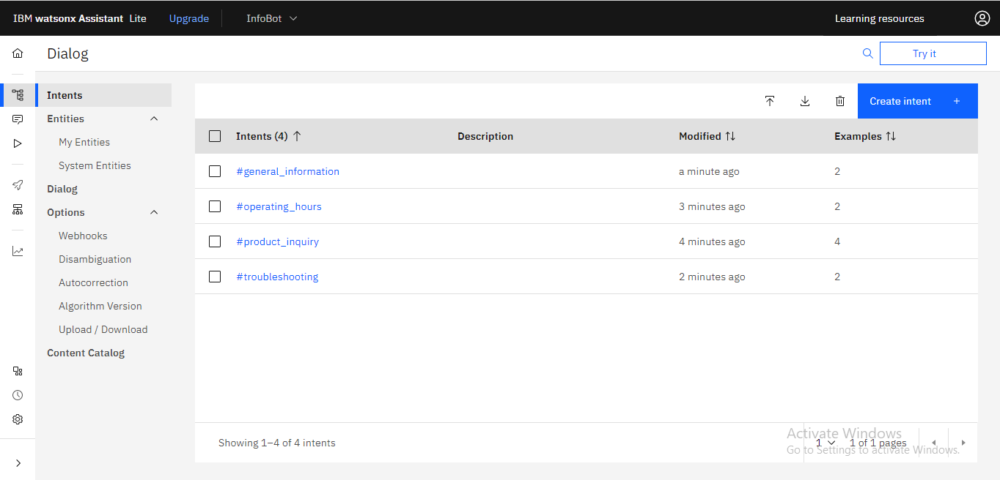 IBM watsonx Assistant Lite Upgrade InfoBot Learning resources
Dialog Try it
Intents
Entities
My Entities
System Entities
Dialog
Options
Webhooks
Disambiguation
Autocorrection
Algorithm Version
Upload / Download
Content Catalog
Create intent +
Intents (4) Description Modified Examples
#general_information a minute ago 2
#operating_hours 3 minutes ago 2
#product_inquiry 4 minutes ago 4
#troubleshooting 2 minutes ago 2
Showing 1–4 of 4 intents 1 1 of 1 pages
Activate Windows
Go to Settings to activate Windows.